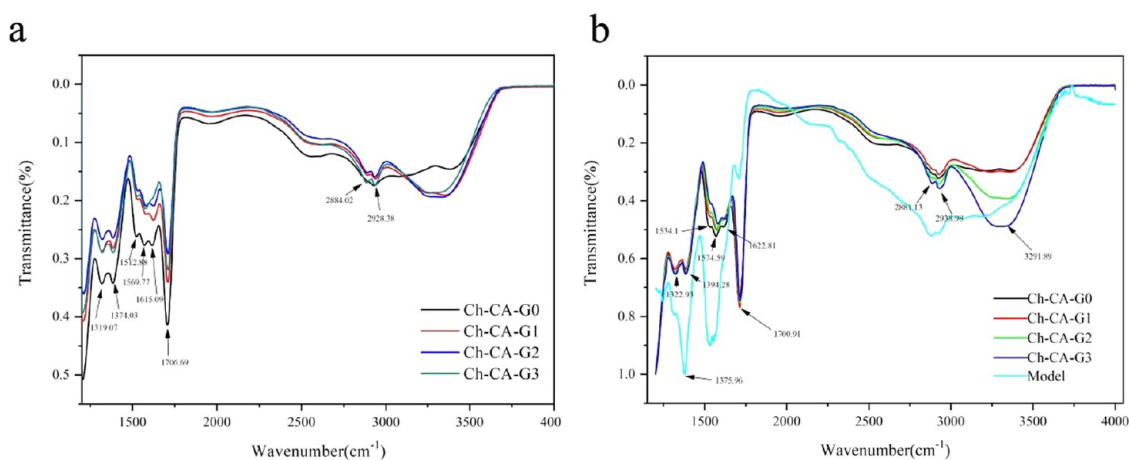 a
0.0
0.1
0.2
0.3
0.4
0.5
Transmittance(%)
1500
2000
2500
3000
3500
400
Wavenumber(cm-1)
1319.07
1374.03
1512.88
1569.77
1615.09
1706.69
2884.02
2928.38
Ch-CA-G0
Ch-CA-G1
Ch-CA-G2
Ch-CA-G3
b
0.0
0.2
0.4
0.6
0.8
1.0
Transmittance(%)
1500
2000
2500
3000
3500
4000
Wavenumber(cm-1)
1534.1
1574.59
1622.81
1322.93
1394.28
1700.91
1375.96
2881.13
2938.98
3291.89
Ch-CA-G0
Ch-CA-G1
Ch-CA-G2
Ch-CA-G3
Model